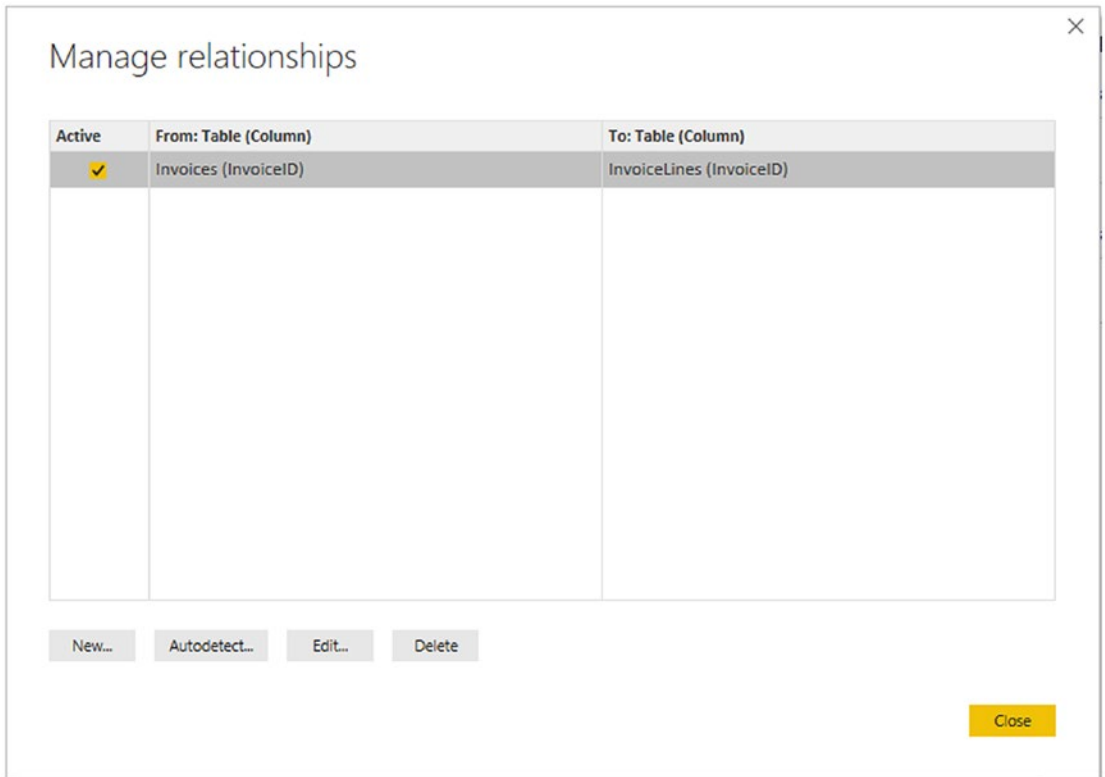 Manage relationships
Active From: Table (Column) To: Table (Column)
Invoices (InvoiceID) InvoiceLines (InvoiceID)
New... Autodetect... Edit... Delete
Close